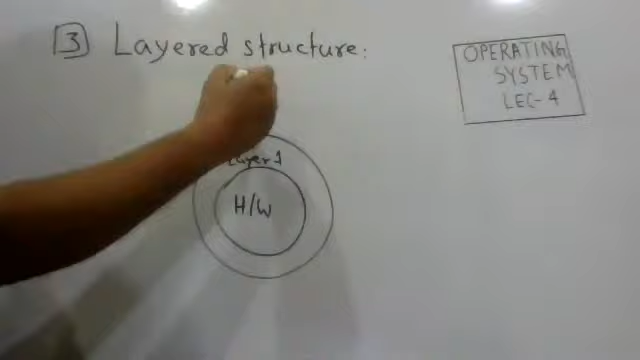 3 Layered structure:
OPERATING
SYSTEM
LEC-4
Layer 1
H/W